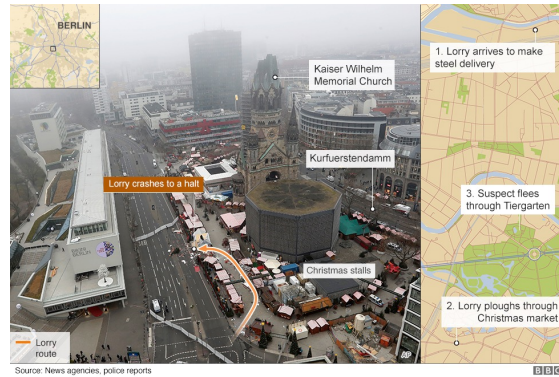 BERLIN
Kaiser Wilhelm
Memorial Church
Kurfuerstendamm
Lorry crashes to a halt
Christmas stalls
Lorry
route
AP
1. Lorry arrives to make
steel delivery
3. Suspect flees
through Tiergarten
2. Lorry ploughs through
Christmas market
Source: News agencies, police reports
BBC